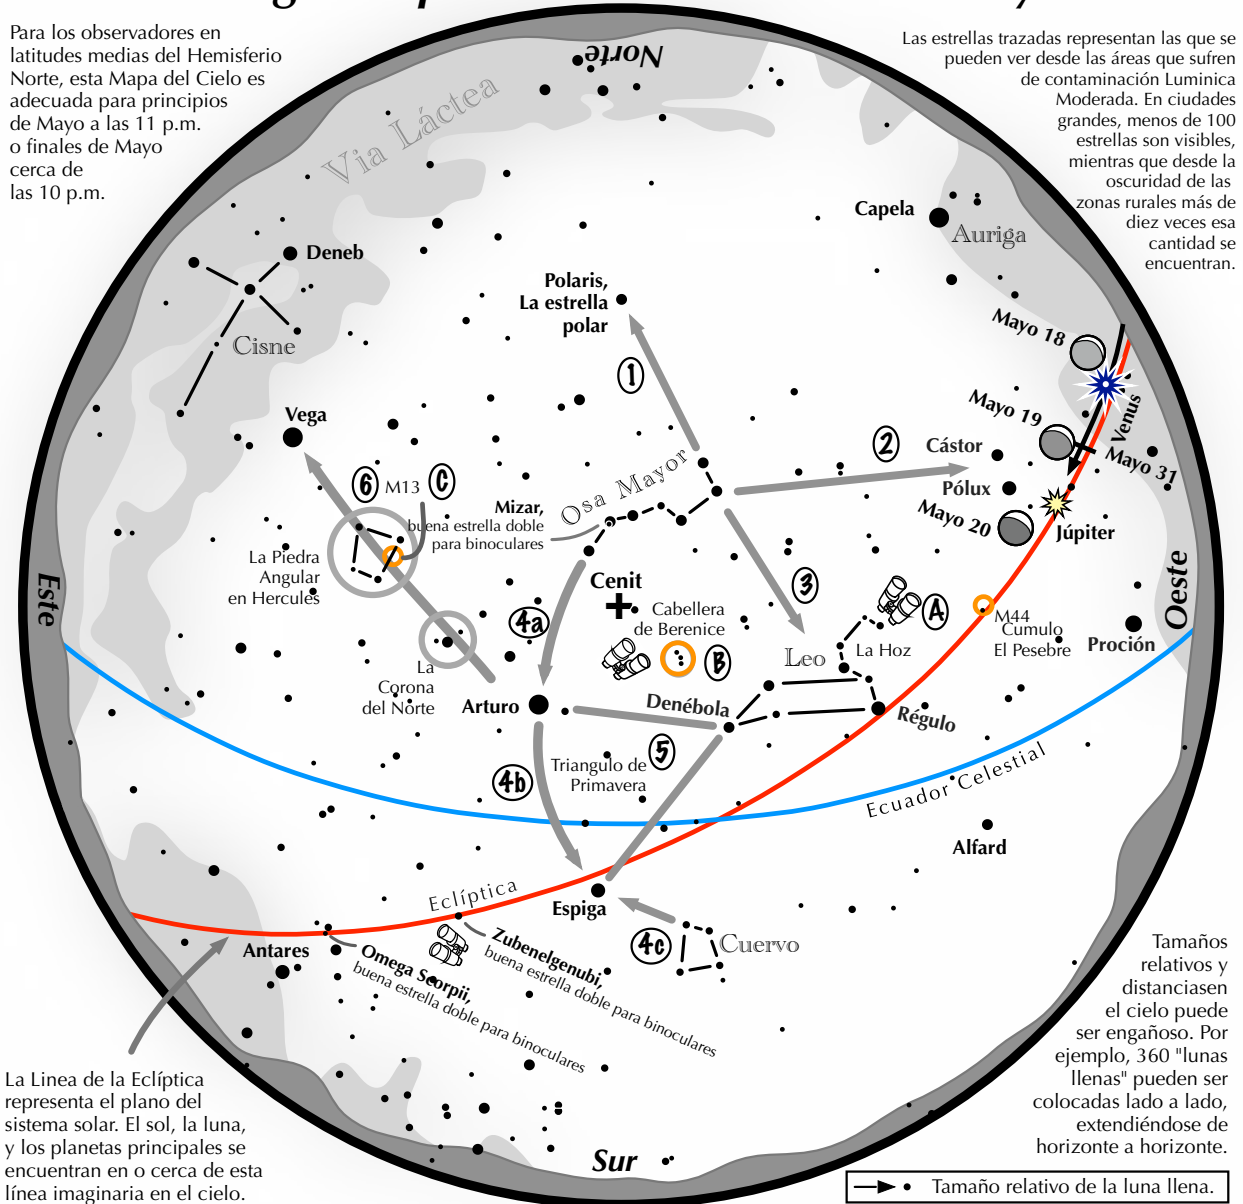 Para los observadores en
latitudes medias del Hemisferio
Norte, esta Mapa del Cielo es
adecuada para principios
de Mayo a las 11 p.m.
o finales de Mayo
cerca de
las 10 p.m.
Las estrellas trazadas representan las que se
pueden ver desde las áreas que sufren
de contaminación Luminica
Moderada. En ciudades
grandes, menos de 100
estrellas son visibles,
mientras que desde la
oscuridad de las
zonas rurales más de
diez veces esa
cantidad se
encuentran.
Norte
Via Láctea
Capela
Auriga
Deneb
Cisne
Polaris,
La estrella
polar
1
Mayo 18
Venus
Mayo 19
Mayo 31
Mayo 20
Júpiter
Vega
2
Cástor
Pólux
6
M13
C
Osa Mayor
Mizar,
buena estrella doble
para binoculares
La Piedra
Angular
en Hercules
Este
Oeste
Cenit
3
4a
Cabellera
de Berenice
B
A
M44
Cumulo
El Pesebre
Proción
Leo
La Hoz
La
Corona
del Norte
Arturo
Denébola
Régulo
5
Triangulo de
Primavera
4b
Ecuador Celestial
Alfard
Eclíptica
Espiga
4c
Cuervo
Antares
Omega Scorpii,
buena estrella doble para binoculares
Zubenelgenubi,
buena estrella doble para binoculares
Tamaños
relativos y
distanciasen
el cielo puede
ser engañoso. Por
ejemplo, 360 "lunas
llenas" pueden ser
colocadas lado a lado,
extendiéndose de
horizonte a horizonte.
La Linea de la Eclíptica
representa el plano del
sistema solar. El sol, la luna,
y los planetas principales se
encuentran en o cerca de esta
línea imaginaria en el cielo.
Sur
Tamaño relativo de la luna llena.